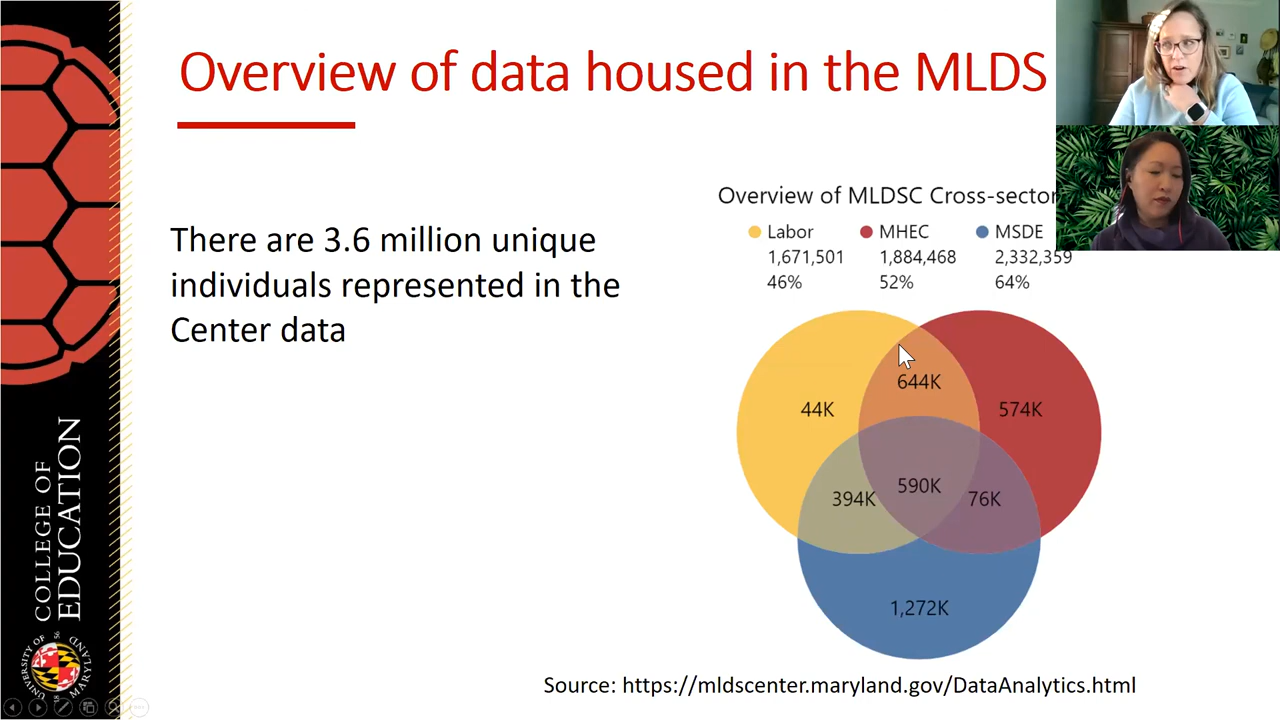 Overview of data housed in the MLDS
There are 3.6 million unique
individuals represented in the
Center data
Overview of MLDSC Cross-sector
Labor MHEC MSDE
1,671,501 1,884,468 2,332,359
46% 52% 64%
644K
44K 574K
590K
394K 76K
1,272K
Source: https://mldscenter.maryland.gov/DataAnalytics.html
COLLEGE OF
EDUCATION
UNIVERSITY OF
MARYLAND